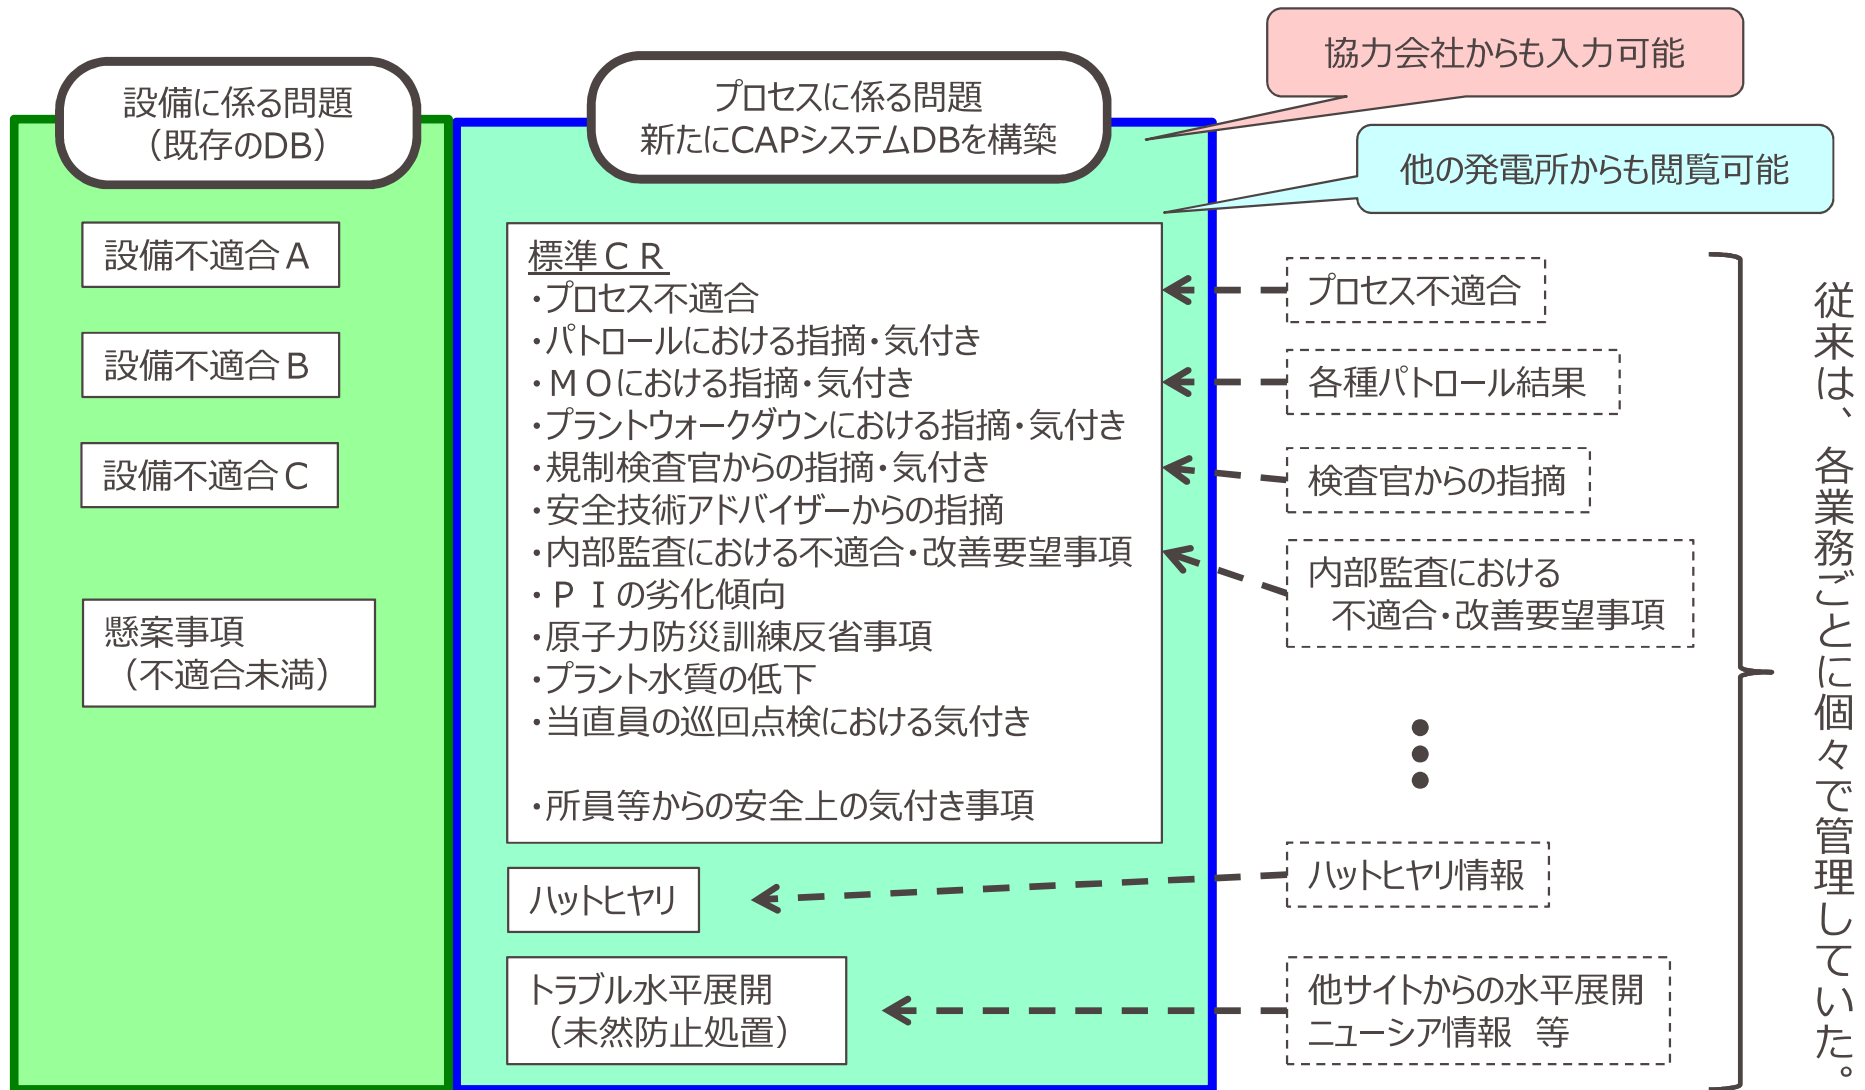 協力会社からも入力可能
他の発電所からも閲覧可能
設備に係る問題
（既存のDB）
プロセスに係る問題
新たにCAPシステムDBを構築
設備不適合Ａ
設備不適合Ｂ
設備不適合Ｃ
懸案事項
（不適合未満）
標準ＣＲ
・プロセス不適合
・パトロールにおける指摘・気付き
・ＭＯにおける指摘・気付き
・プラントウォークダウンにおける指摘・気付き
・規制検査官からの指摘・気付き
・安全技術アドバイザーからの指摘
・内部監査における不適合・改善要望事項
・ＰＩの劣化傾向
・原子力防災訓練反省事項
・プラント水質の低下
・当直員の巡回点検における気付き
・所員等からの安全上の気付き事項
ハットヒヤリ
トラブル水平展開
（未然防止処置）
プロセス不適合
各種パトロール結果
検査官からの指摘
内部監査における
不適合・改善要望事項
ハットヒヤリ情報
他サイトからの水平展開
ニューシア情報　等
従来は、各業務ごとに個々で管理していた。